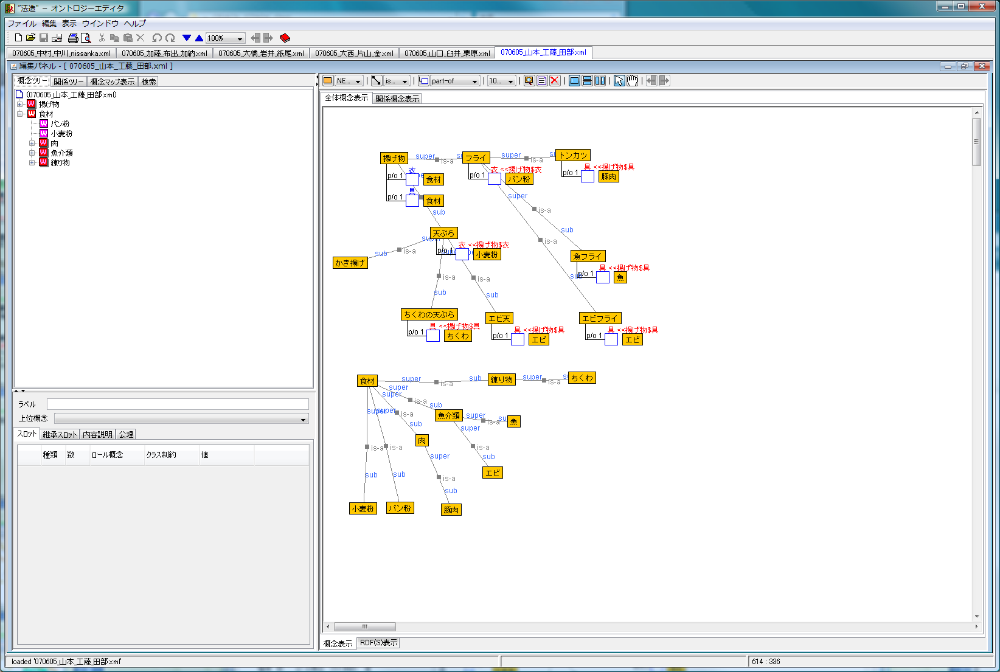 "法造" － オントロジーエディタ
ファイル 編集 表示 ウインドウ ヘルプ
100%
070605_中村_中川_nissanka.xml 070605_加藤_布出_加納.xml 070605_大橋_岩井_紙尾.xml 070605_大西_片山_金.xml 070605_山口_臼井_栗原.xml 070605_山本_工藤_田部.xml
編集パネル - [ 070605_山本_工藤_田部.xml ]
概念ツリー 関係ツリー 概念マップ表示 検索
NE... is... part-of 10...
(070605_山本_工藤_田部.xml)
揚げ物
食材
パン粉
小麦粉
肉
魚介類
練り物
全体概念表示 関係概念表示
揚げ物 super is-a フライ super is-a トンカツ
衣 衣 <<揚げ物$衣 具 <<揚げ物$具
p/o 1 食材 p/o 1 パン粉 p/o 1 豚肉
具
p/o 1 食材 super
sub is-a
天ぷら sub
super is-a
衣 <<揚げ物$衣
sub is-a p/o 1 小麦粉 魚フライ
かき揚げ 具 <<揚げ物$具
is-a is-a sub p/o 1 魚
sub sub
ちくわの天ぷら エビ天 エビフライ
具 <<揚げ物$具 具 <<揚げ物$具 具 <<揚げ物$具
p/o 1 ちくわ p/o 1 エビ p/o 1 エビ
食材 super is-a sub 練り物 super is-a ちくわ
super
super is-a sub
super super is-a 魚介類 super is-a su 魚
sub super
肉
is-a is-a super is-a
sub
sub sub is-a エビ
sub
小麦粉 パン粉 豚肉
ラベル
上位概念
スロット 継承スロット 内容説明 公理
種類 数 ロール概念 クラス制約 値
概念表示 RDF(S)表示
loaded '070605_山本_工藤_田部.xml' 614 : 336